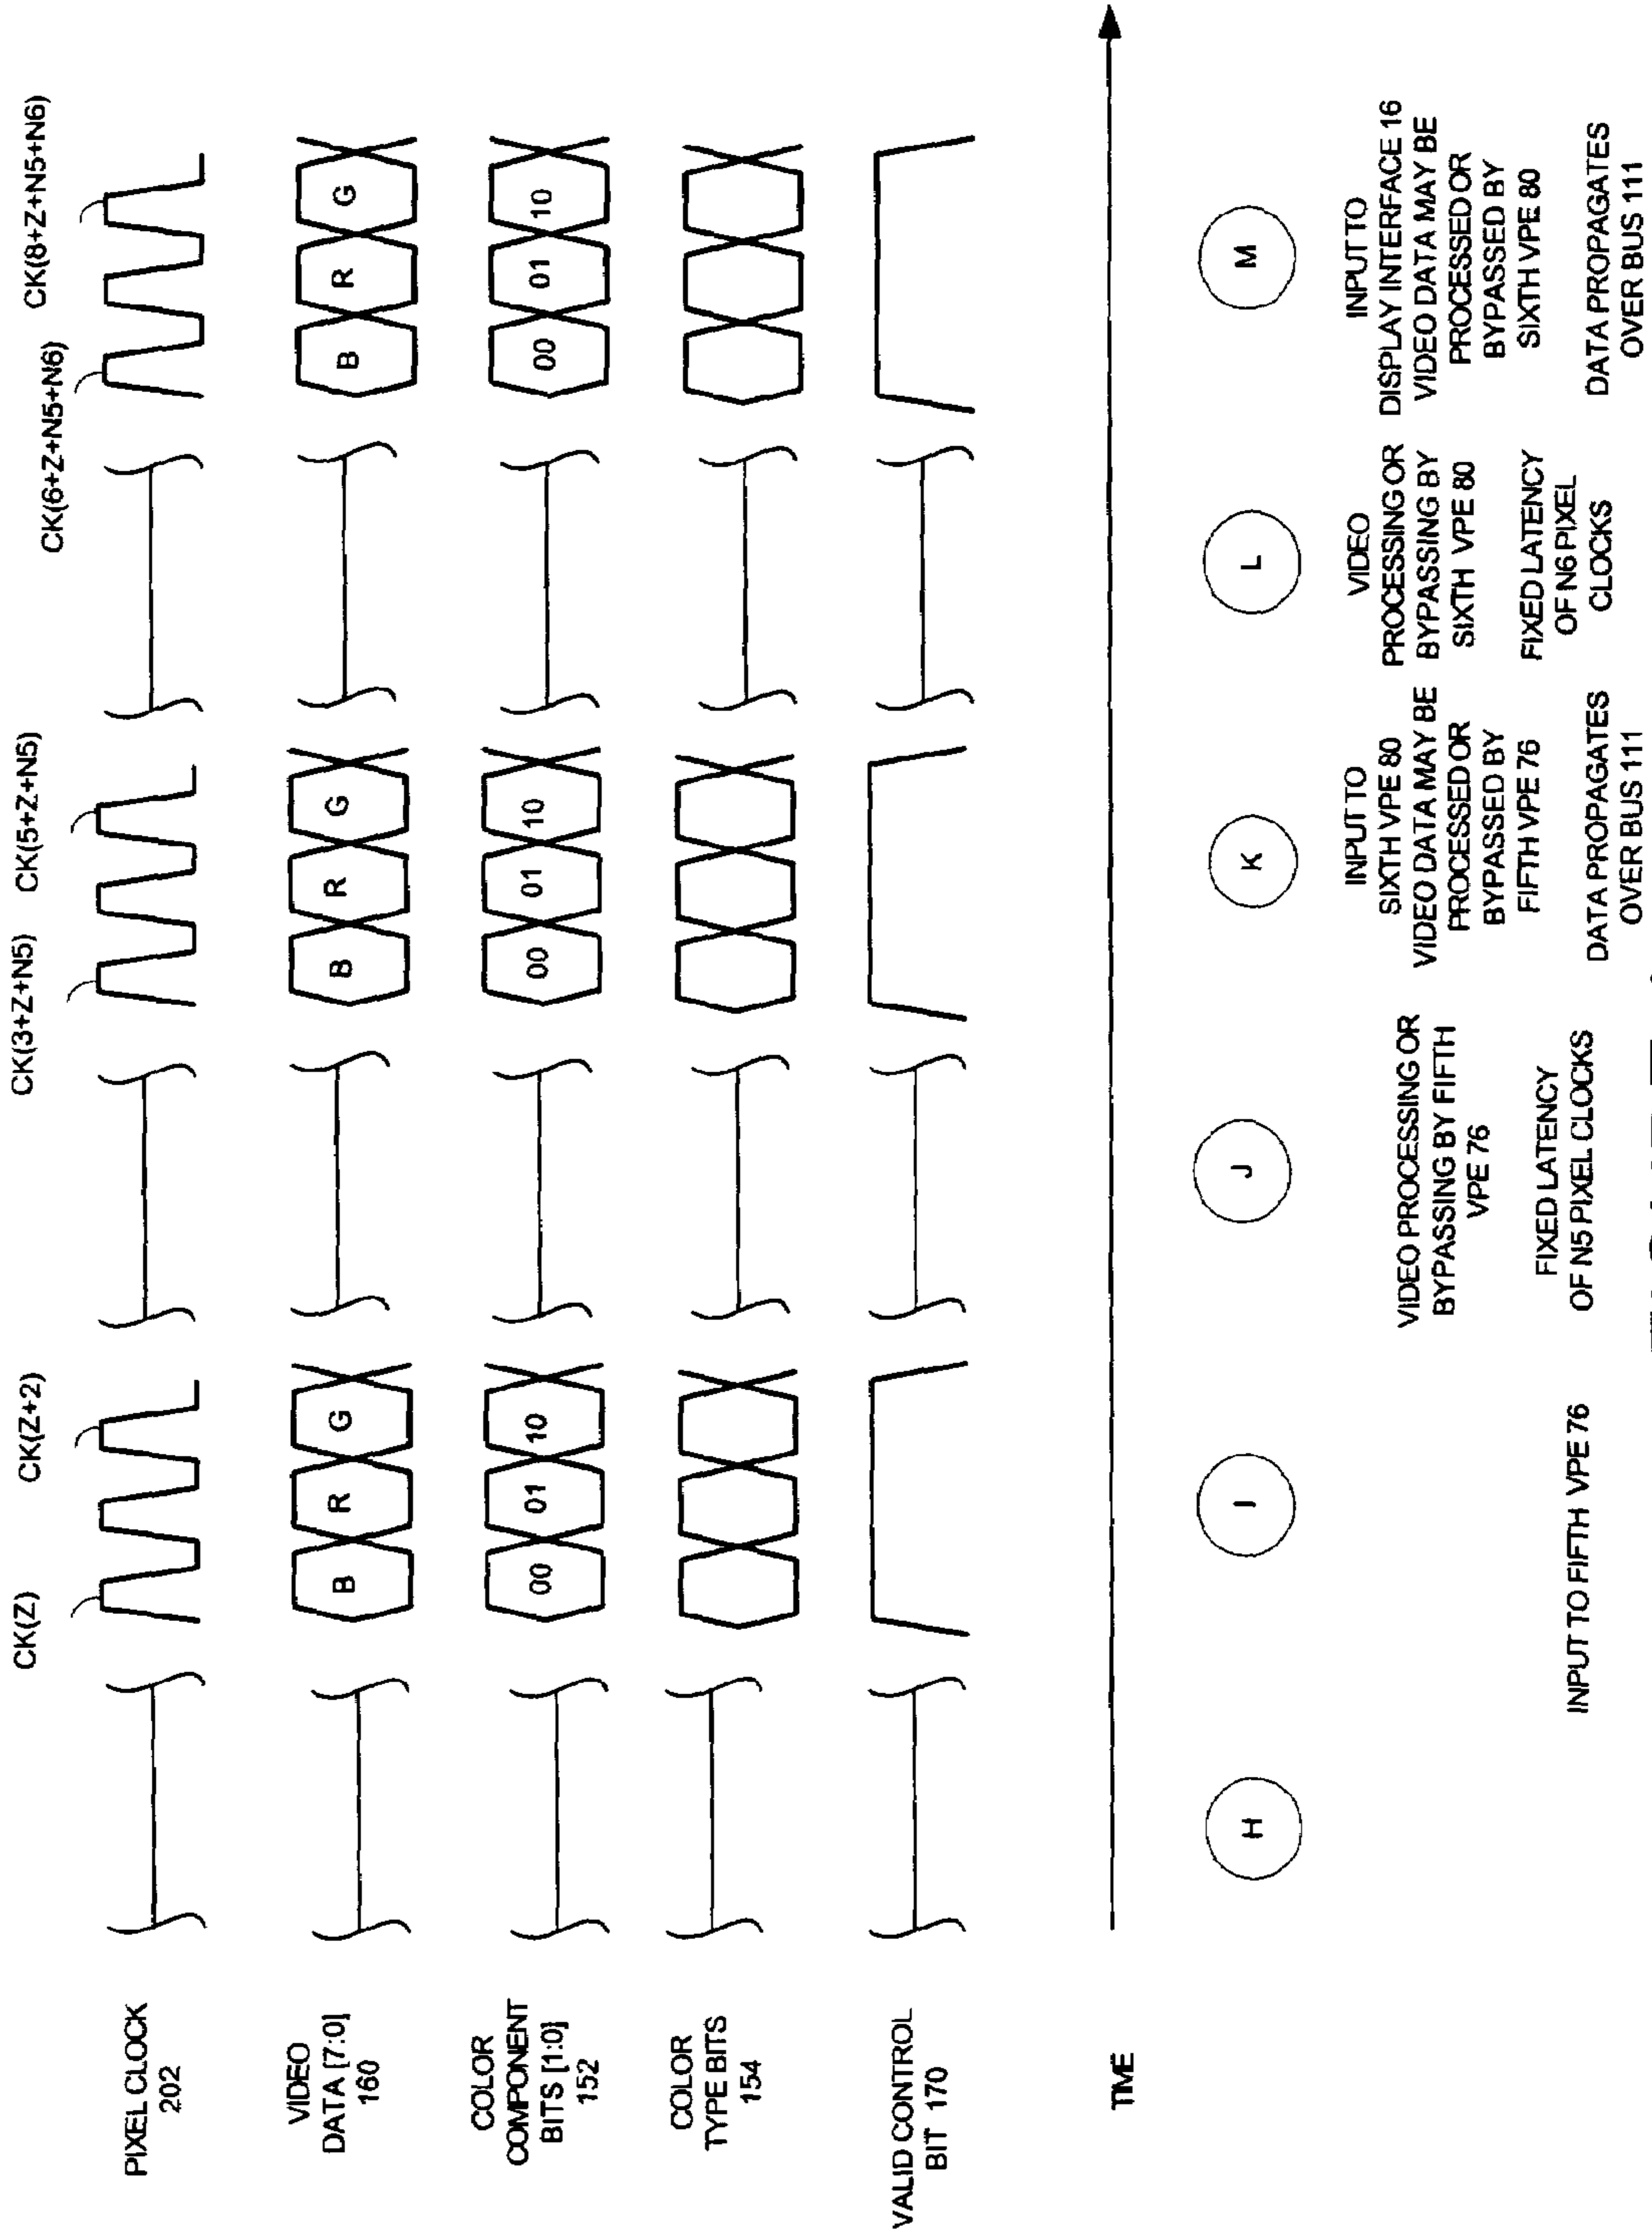 CK(Z)
CK(Z+2)
CK(3+Z+N5)
CK(5+Z+N5)
CK(6+Z+N5+N6)
CK(8+Z+N5+N6)
PIXEL CLOCK
202
VIDEO
DATA [7:0]
160
B
R
G
B
R
G
B
R
G
COLOR
COMPONENT
BITS [1:0]
152
00
01
10
00
01
10
00
01
10
COLOR
TYPE BITS
154
VALID CONTROL
BIT 170
TIME
H
I
J
K
L
M
INPUT TO FIFTH VPE 76
VIDEO PROCESSING OR
BYPASSING BY FIFTH
VPE 76
FIXED LATENCY
OF N5 PIXEL CLOCKS
INPUT TO
SIXTH VPE 80
VIDEO DATA MAY BE
PROCESSED OR
BYPASSED BY
FIFTH VPE 76
DATA PROPAGATES
OVER BUS 111
VIDEO
PROCESSING OR
BYPASSING BY
SIXTH VPE 80
FIXED LATENCY
OF N6 PIXEL
CLOCKS
INPUT TO
DISPLAY INTERFACE 16
VIDEO DATA MAY BE
PROCESSED OR
BYPASSED BY
SIXTH VPE 80
DATA PROPAGATES
OVER BUS 111